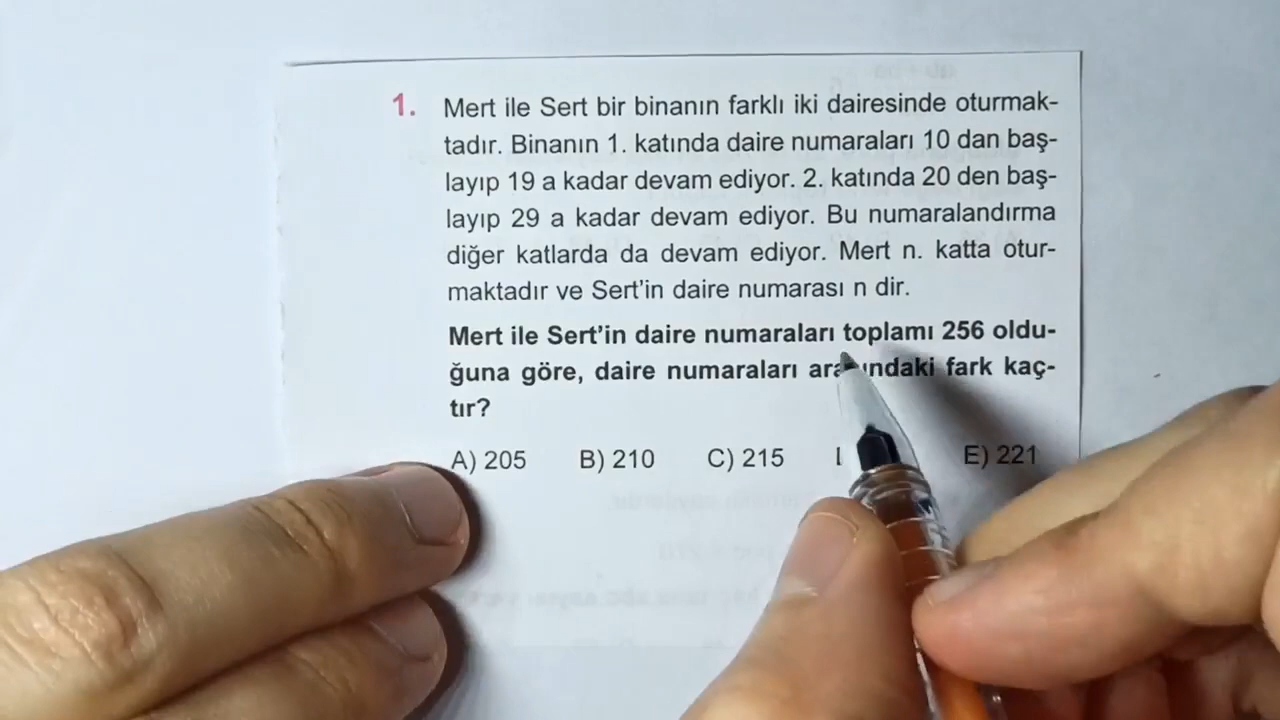 1. Mert ile Sert bir binanın farklı iki dairesinde oturmak-
tadır. Binanın 1. katında daire numaraları 10 dan baş-
layıp 19 a kadar devam ediyor. 2. katında 20 den baş-
layıp 29 a kadar devam ediyor. Bu numaralandırma
diğer katlarda da devam ediyor. Mert n. katta otur-
maktadır ve Sert'in daire numarası n dir.
Mert ile Sert'in daire numaraları toplamı 256 oldu-
ğuna göre, daire numaraları arasındaki fark kaç-
tır?
A) 205 B) 210 C) 215 E) 221